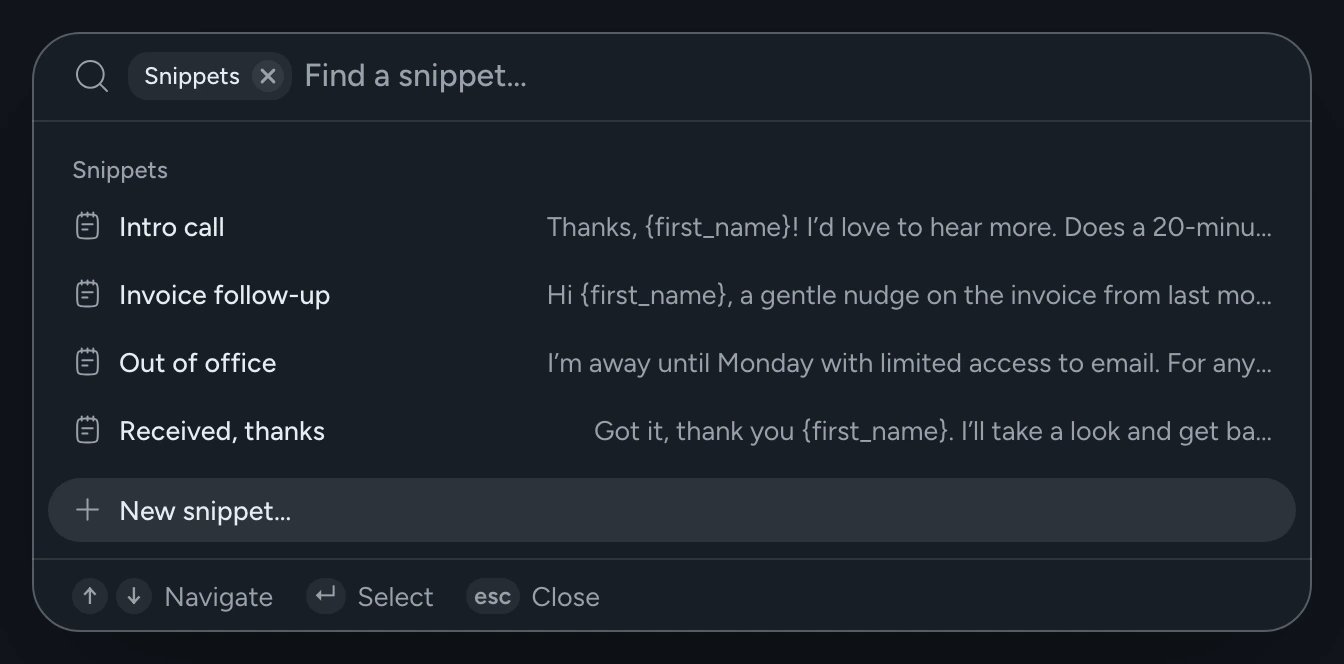 Snippets Find a snippet...
Snippets
Intro call Thanks, {first_name}! I’d love to hear more. Does a 20-minu...
Invoice follow-up Hi {first_name}, a gentle nudge on the invoice from last mo...
Out of office I’m away until Monday with limited access to email. For any...
Received, thanks Got it, thank you {first_name}. I’ll take a look and get ba...
New snippet...
Navigate Select esc Close